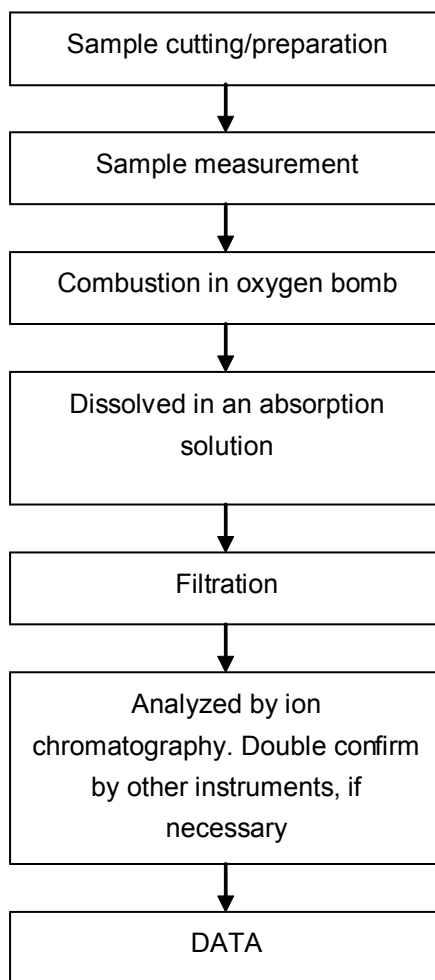 Sample cutting/preparation
Sample measurement
Combustion in oxygen bomb
Dissolved in an absorption
solution
Filtration
Analyzed by ion
chromatography. Double confirm
by other instruments, if
necessary
DATA